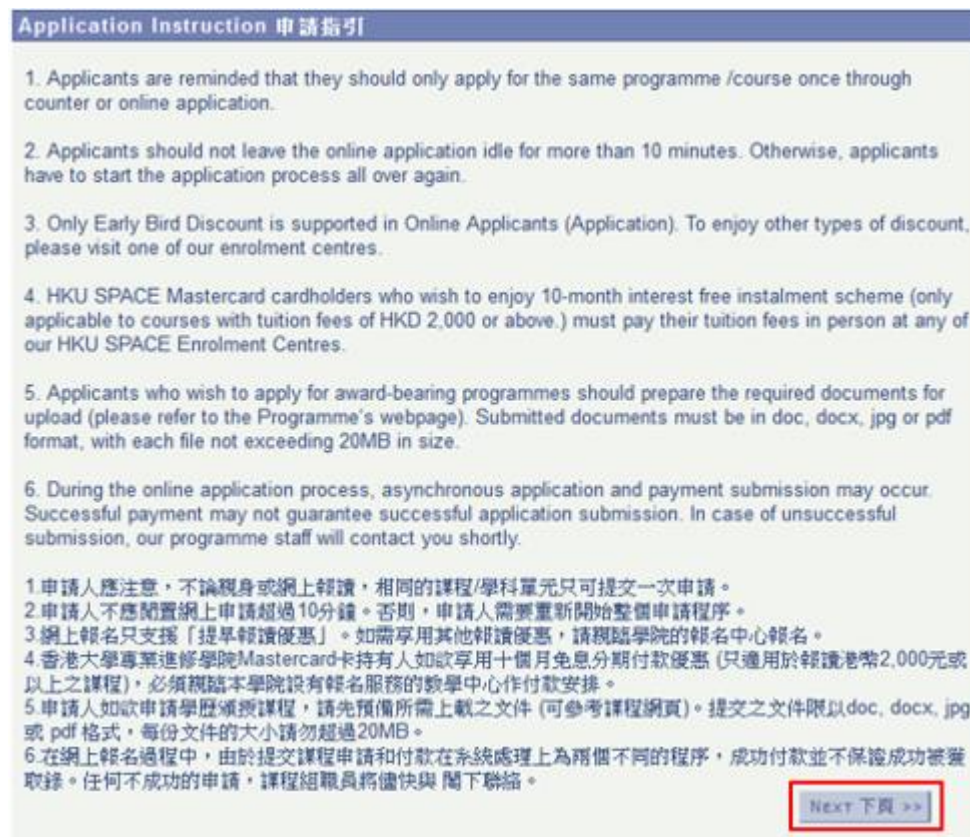 Application Instruction 申請指引
1. Applicants are reminded that they should only apply for the same programme /course once through
counter or online application.
2. Applicants should not leave the online application idle for more than 10 minutes. Otherwise, applicants
have to start the application process all over again.
3. Only Early Bird Discount is supported in Online Applicants (Application). To enjoy other types of discount,
please visit one of our enrolment centres.
4. HKU SPACE Mastercard cardholders who wish to enjoy 10-month interest free instalment scheme (only
applicable to courses with tuition fees of HKD 2,000 or above.) must pay their tuition fees in person at any of
our HKU SPACE Enrolment Centres.
5. Applicants who wish to apply for award-bearing programmes should prepare the required documents for
upload (please refer to the Programme's webpage). Submitted documents must be in doc, docx, jpg or pdf
format, with each file not exceeding 20MB in size.
6. During the online application process, asynchronous application and payment submission may occur.
Successful payment may not guarantee successful application submission. In case of unsuccessful
submission, our programme staff will contact you shortly.
1.申請人應注意，不論親身或網上報讀，相同的課程/學科單元只可提交一次申請。
2.申請人不應閒置網上申請超過10分鐘。否則，申請人需要重新開始整個申請程序。
3.網上報名只支援「提早報讀優惠」。如需享用其他報讀優惠，請親臨學院的報名中心報名。
4.香港大學專業進修學院Mastercard卡持有人如欲享用十個月免息分期付款優惠 (只適用於報讀港幣2,000元或
以上之課程)，必須親臨本學院設有報名服務的教學中心作付款安排。
5.申請人如欲申請學歷頒授課程，請先預備所需上載之文件 (可參考課程網頁)。提交之文件限以doc, docx, jpg
或 pdf 格式，每份文件的大小請勿超過20MB。
6.在網上報名過程中，由於提交課程申請和付款在系統處理上為兩個不同的程序，成功付款並不保證成功被獲
取錄。任何不成功的申請，課程組職員將儘快與 閣下聯絡。
Next 下頁 >>